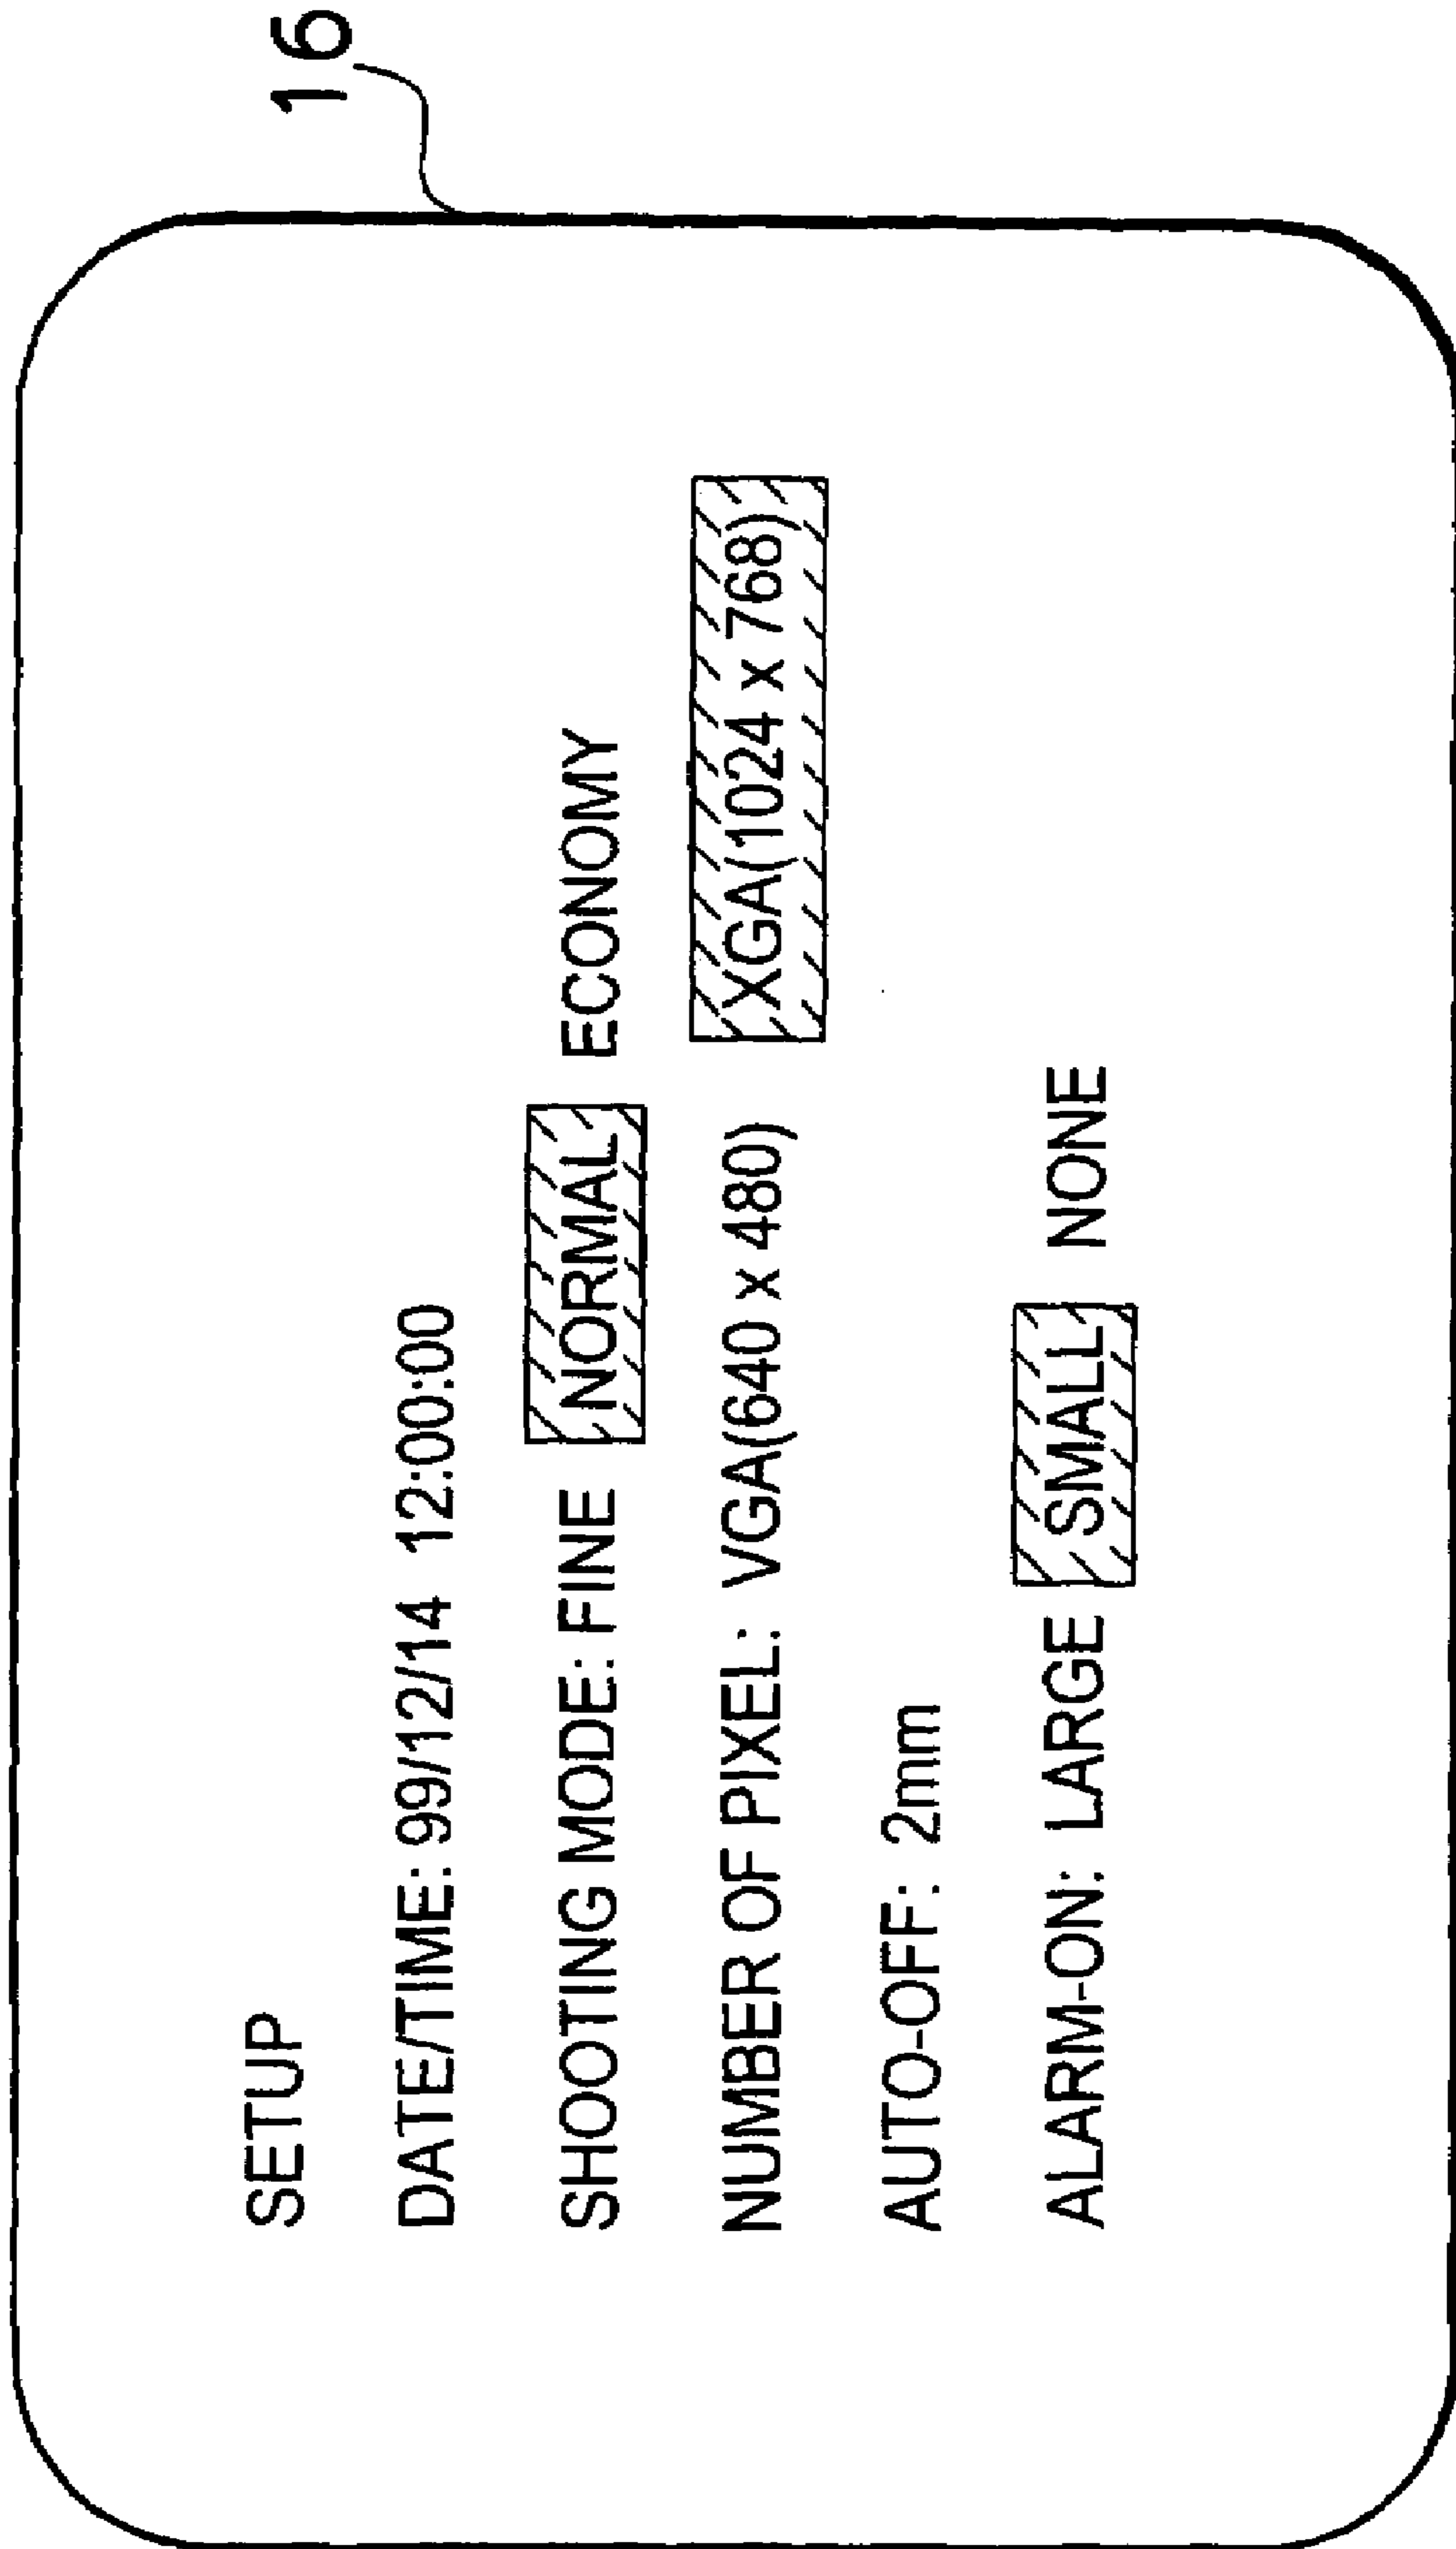 16
SETUP
DATE/TIME: 99/12/14 12:00:00
SHOOTING MODE: FINE NORMAL ECONOMY
NUMBER OF PIXEL: VGA(640 x 480) XGA(1024 x 768)
AUTO-OFF: 2mm
ALARM-ON: LARGE SMALL NONE